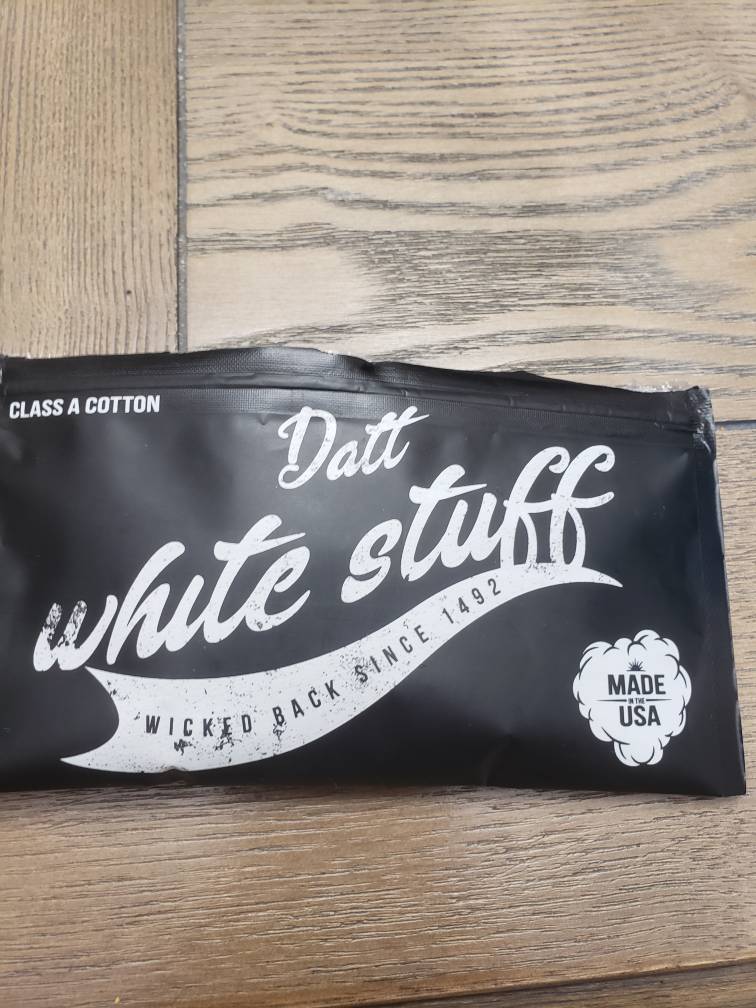 CLASS A COTTON
Datt
white stuff
WICKED BACK SINCE 1492
MADE
IN THE
USA